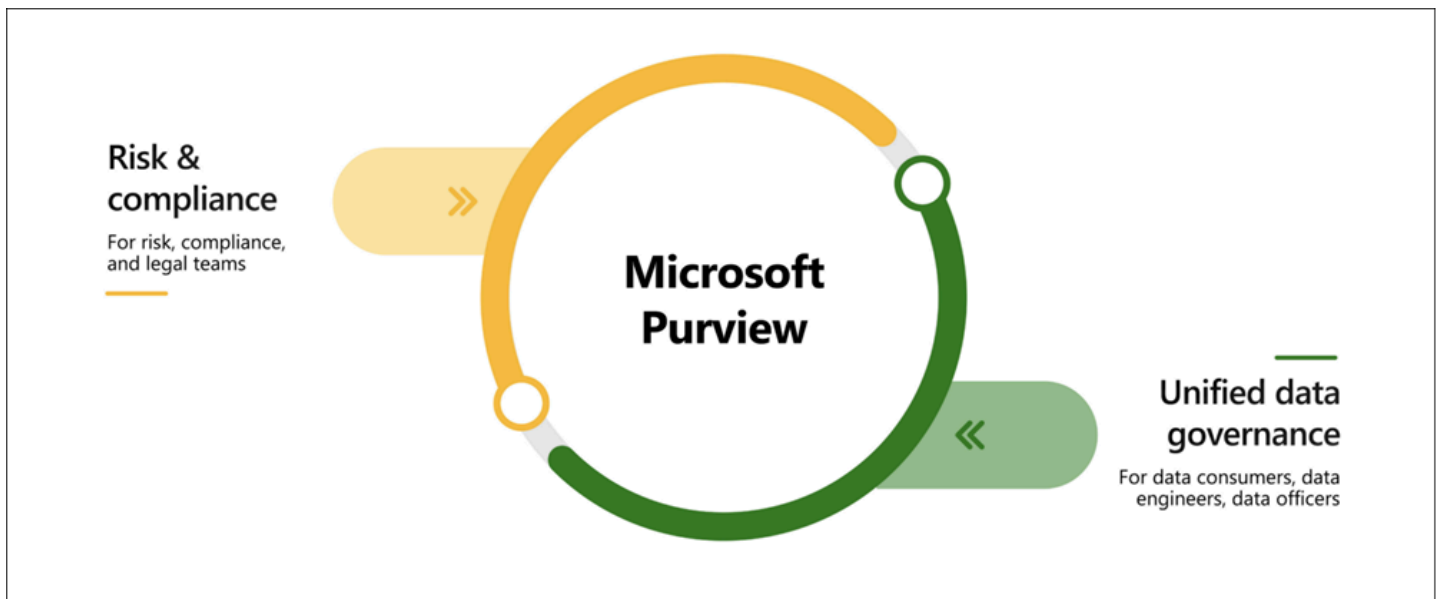 Risk &
compliance
For risk, compliance,
and legal teams
Microsoft
Purview
Unified data
governance
For data consumers, data
engineers, data officers